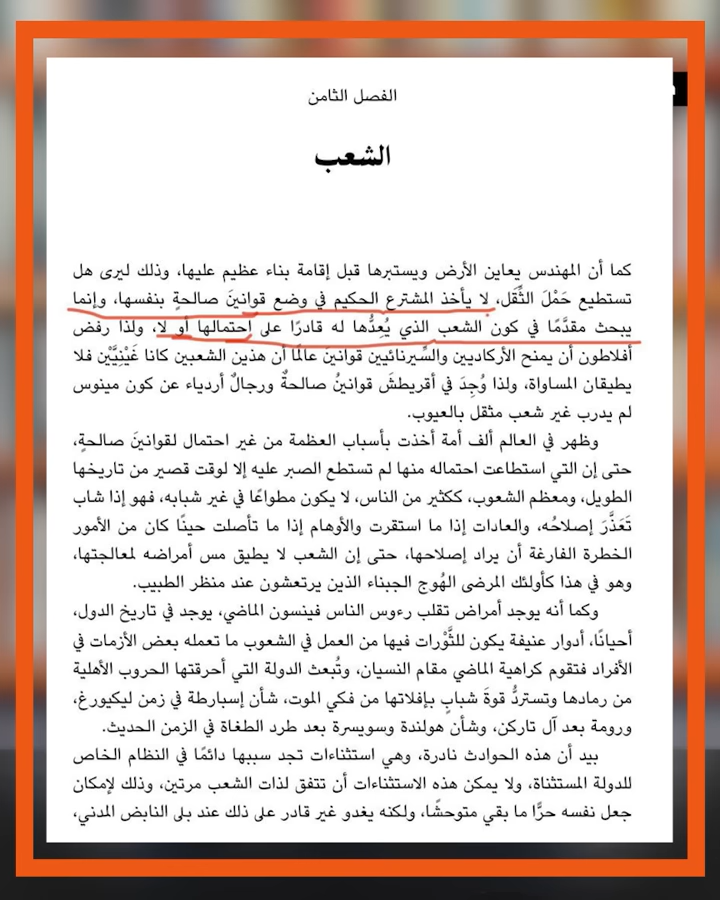 الفصل الثامن
الشعب
كما أن المهندس يعاين الأرض ويستبرها قبل إقامة بناء عظيم عليها، وذلك ليرى هل
تستطيع حَمْلَ الثِّقَل، لا يأخذ المشترع الحكيم في وضع قوانينَ صالحةٍ بنفسها، وإنما
يبحث مقدَّمًا في كون الشعب الذي يُعِدُّها له قادرًا على احتمالها أو لا، ولذا رفض
أفلاطون أن يمنح الأركاديين والسِّيرنائيين قوانينَ عالمًا أن هذين الشعبين كانا غَنِيَّيْن فلا
يطيقان المساواة، ولذا وُجِدَ في أقريطشَ قوانينُ صالحةٌ ورجالٌ أردياء عن كون مينوس
لم يدرب غير شعب مثقل بالعيوب.
وظهر في العالم ألف أمة أخذت بأسباب العظمة من غير احتمال لقوانينَ صالحةٍ،
حتى إن التي استطاعت احتماله منها لم تستطع الصبر عليه إلا لوقت قصير من تاريخها
الطويل، ومعظم الشعوب، ككثير من الناس، لا يكون مطواعًا في غير شبابه، فهو إذا شاب
تَعَذَّرَ إصلاحُه، والعادات إذا ما استقرت والأوهام إذا ما تأصلت حينًا كان من الأمور
الخطرة الفارغة أن يراد إصلاحها، حتى إن الشعب لا يطيق مس أمراضه لمعالجتها،
وهو في هذا كأولئك المرضى الهُوج الجبناء الذين يرتعشون عند منظر الطبيب.
وكما أنه يوجد أمراض تقلب رءوس الناس فينسون الماضي، يوجد في تاريخ الدول،
أحيانًا، أدوار عنيفة يكون للثَّوْرات فيها من العمل في الشعوب ما تعمله بعض الأزمات في
الأفراد فتقوم كراهية الماضي مقام النسيان، وتُبعث الدولة التي أحرقتها الحروب الأهلية
من رمادها وتستردُّ قوةَ شبابٍ بإفلاتها من فكي الموت، شأن إسبارطة في زمن ليكيورغ،
ورومة بعد آل تاركن، وشأن هولندة وسويسرة بعد طرد الطغاة في الزمن الحديث.
بيد أن هذه الحوادث نادرة، وهي استثناءات تجد سببها دائمًا في النظام الخاص
للدولة المستثناة، ولا يمكن هذه الاستثناءات أن تتفق لذات الشعب مرتين، وذلك لإمكان
جعل نفسه حرًّا ما بقي متوحشًا، ولكنه يغدو غير قادر على ذلك عند بلى النابض المدني،